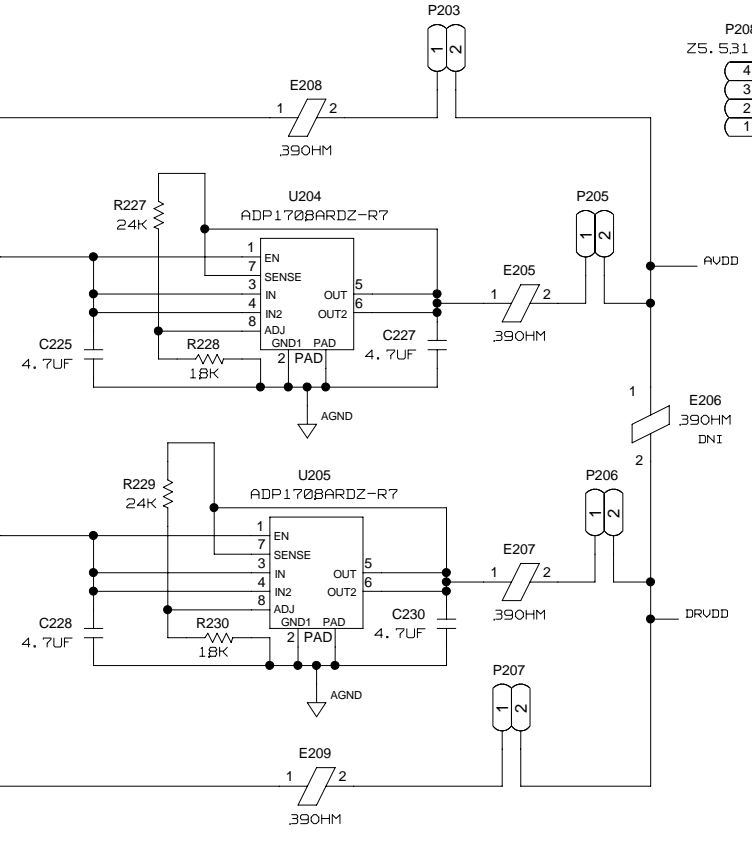 P203
1 2
P208
Z5.531
4
3
2
1
E208
1 2
390HM
R227
24K
U204
ADP1708ARDZ-R7
1 EN
7 SENSE
3 IN
4 IN2
8 ADJ
OUT 5
OUT2 6
GND1 PAD
2 PAD
C225
4.7UF
R228
18K
C227
4.7UF
AGND
P205
1 2
E205
1 2
390HM
AVDD
1
E206
390HM
DNI
2
R229
24K
U205
ADP1708ARDZ-R7
1 EN
7 SENSE
3 IN
4 IN2
8 ADJ
OUT 5
OUT2 6
GND1 PAD
2 PAD
C228
4.7UF
R230
18K
C230
4.7UF
AGND
P206
1 2
E207
1 2
390HM
DRVDD
P207
1 2
E209
1 2
390HM